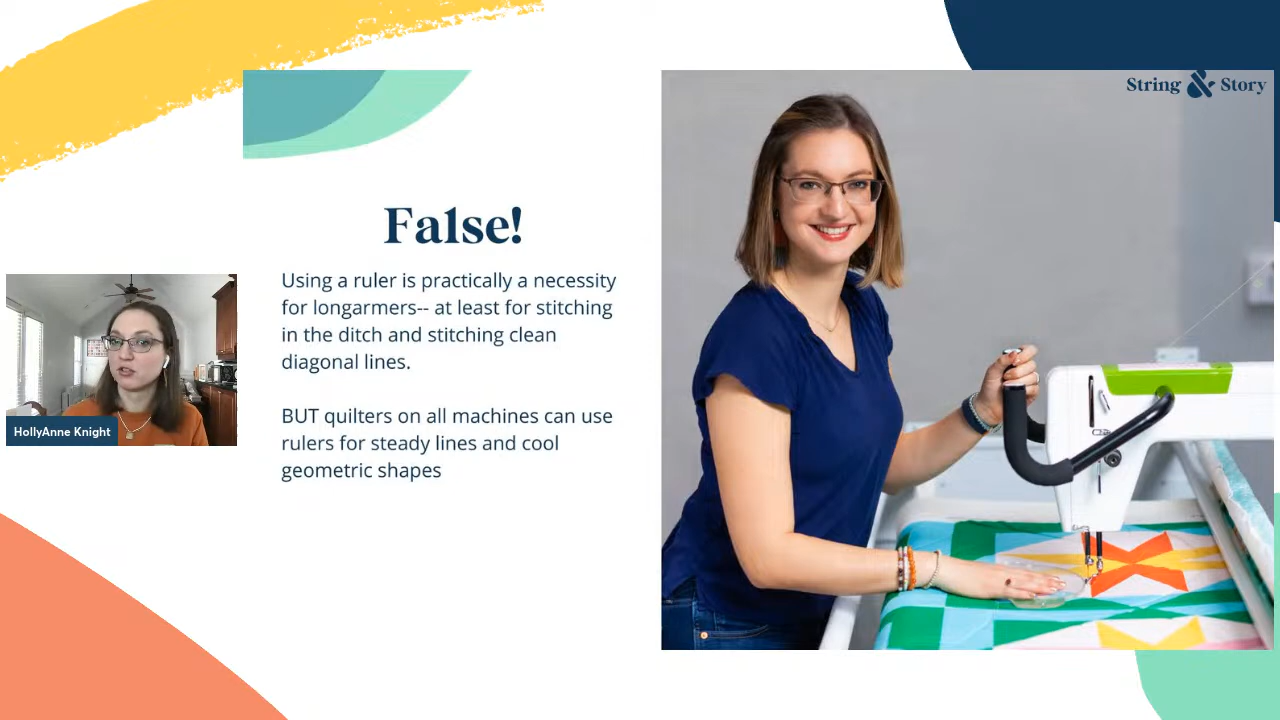 String & Story
False!
Using a ruler is practically a necessity
for longarmers-- at least for stitching
in the ditch and stitching clean
diagonal lines.
BUT quilters on all machines can use
rulers for steady lines and cool
geometric shapes
HollyAnne Knight